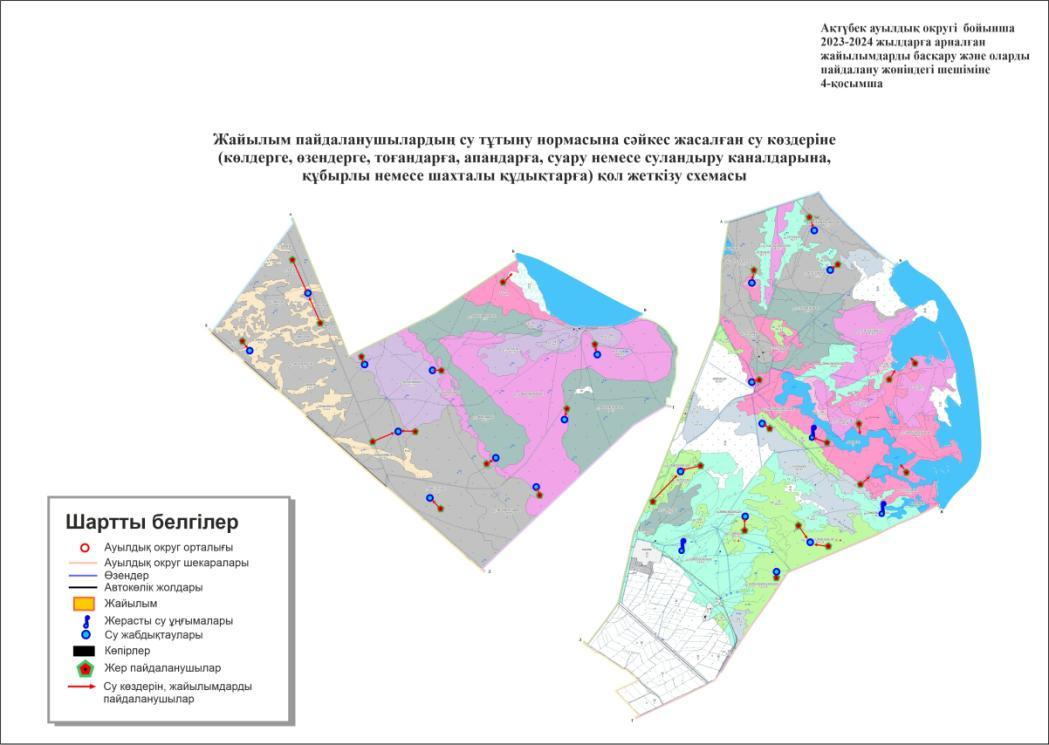 Ақтүбек ауылдық округі бойынша
2023-2024 жылдарға арналған
жайылымдарды басқару және оларды
пайдалану жөніндегі шешіміне
4-қосымша
Жайылым пайдаланушылардың су тұтыну нормасына сәйкес жасалған су көздеріне
(көлдерге, өзендерге, тоғандарға, апандарға, суару немесе суландыру каналдарына,
құбырлы немесе шахталы құдықтарға) қол жеткізу схемасы
Шартты белгілер
Ауылдық округ орталығы
Ауылдық округ шекаралары
Өзендер
Автокөлік жолдары
Жайылым
Жерасты су ұңғымалары
Су жабдықтаулары
Көпірлер
Жер пайдаланушылар
Су көздерін, жайылымдарды
пайдаланушылар